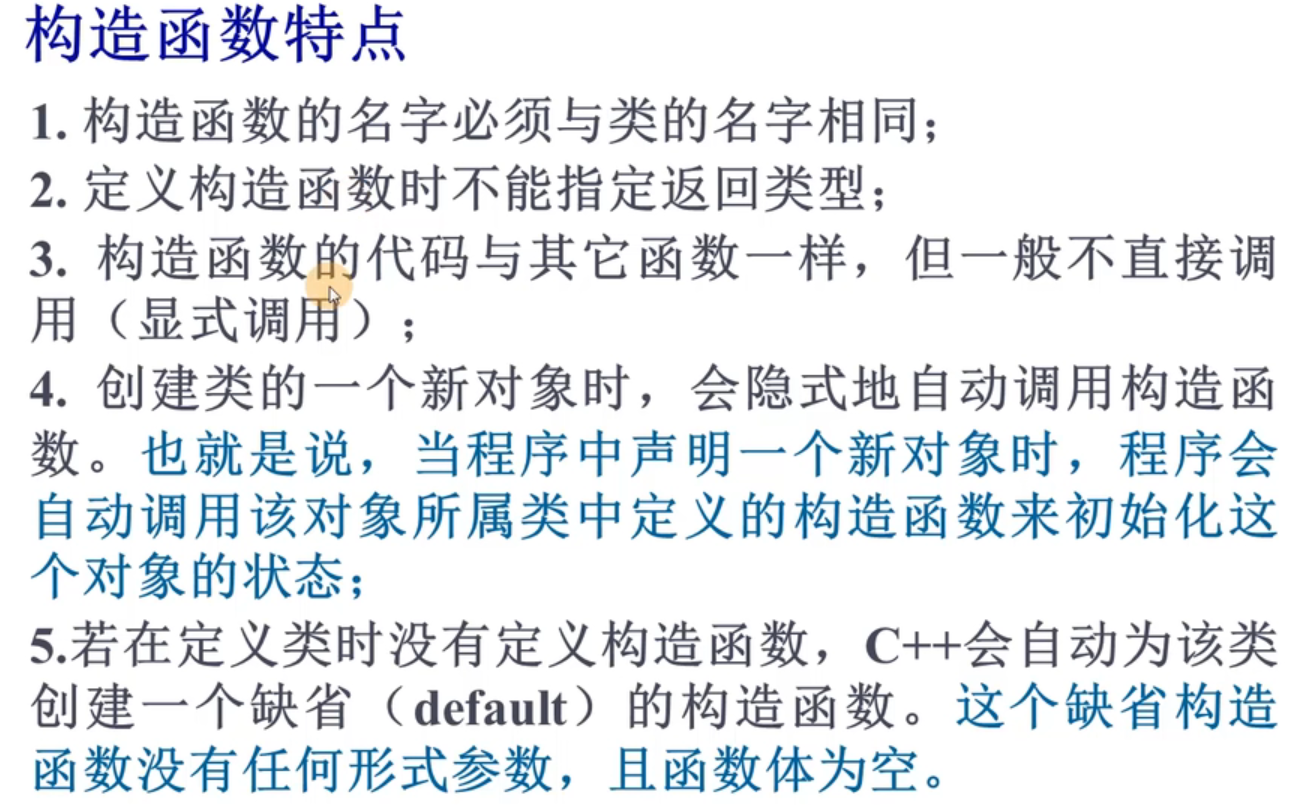 构造函数特点
1. 构造函数的名字必须与类的名字相同；
2. 定义构造函数时不能指定返回类型；
3. 构造函数的代码与其它函数一样，但一般不直接调
用（显式调用）；
4. 创建类的一个新对象时，会隐式地自动调用构造函
数。也就是说，当程序中声明一个新对象时，程序会
自动调用该对象所属类中定义的构造函数来初始化这
个对象的状态；
5.若在定义类时没有定义构造函数，C++会自动为该类
创建一个缺省（default）的构造函数。这个缺省构造
函数没有任何形式参数，且函数体为空。